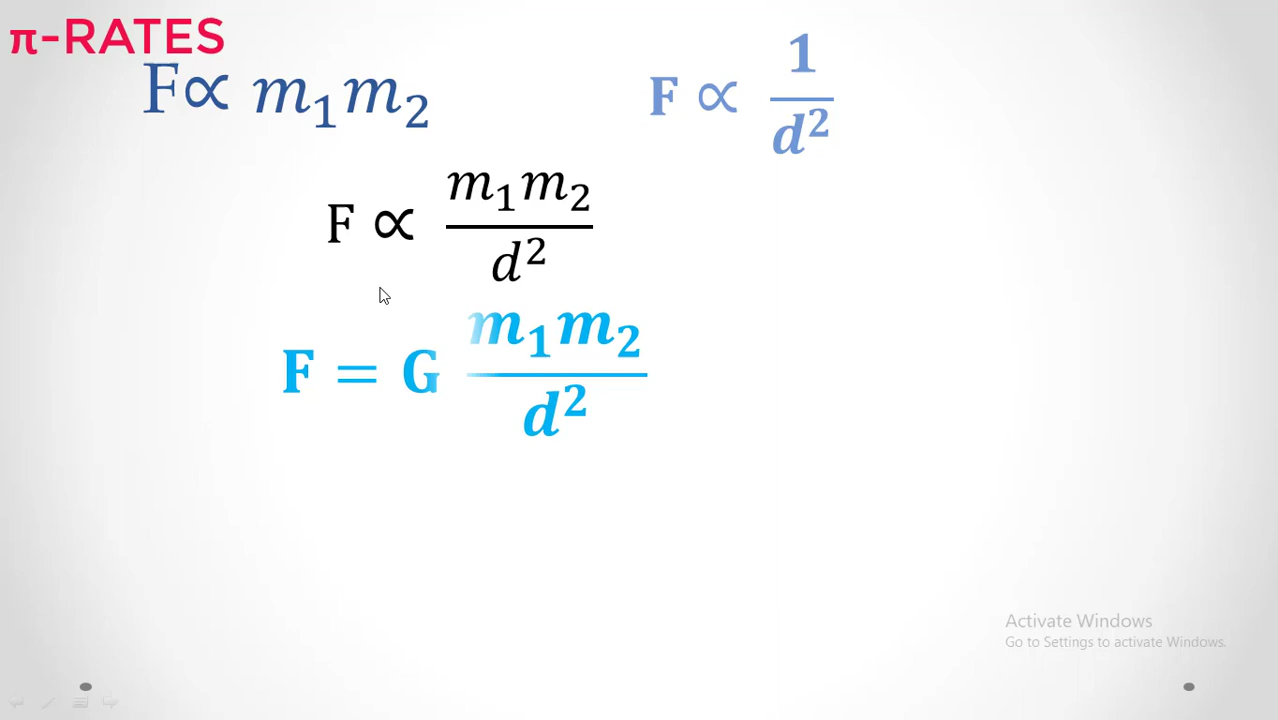 π-RATES
F∝ m₁m₂
F ∝ 1/d²
F ∝ m₁m₂/d²
F = G m₁m₂/d²
Activate Windows
Go to Settings to activate Windows.